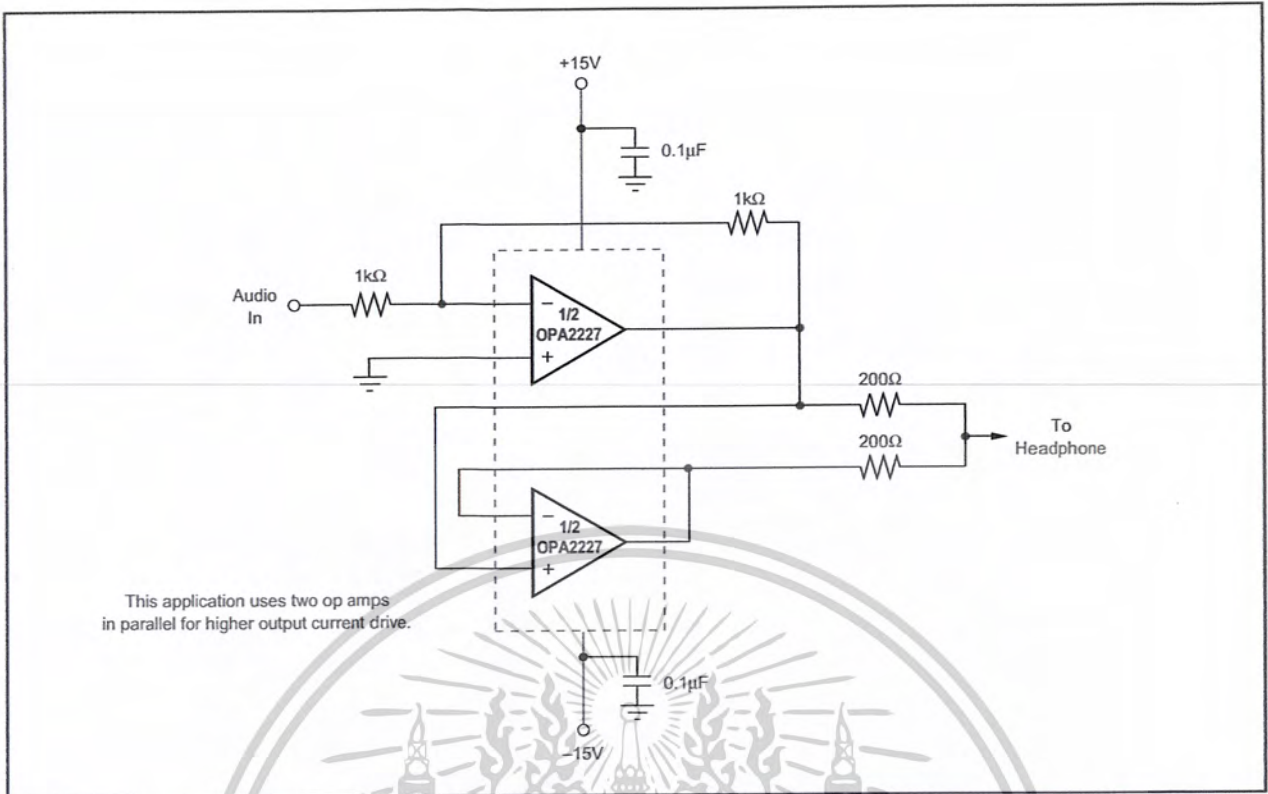 +15V
0.1µF
1kΩ
1kΩ
Audio
In
−
1/2
OPA2227
+
200Ω
To
Headphone
200Ω
−
1/2
OPA2227
+
This application uses two op amps
in parallel for higher output current drive.
0.1µF
−15V